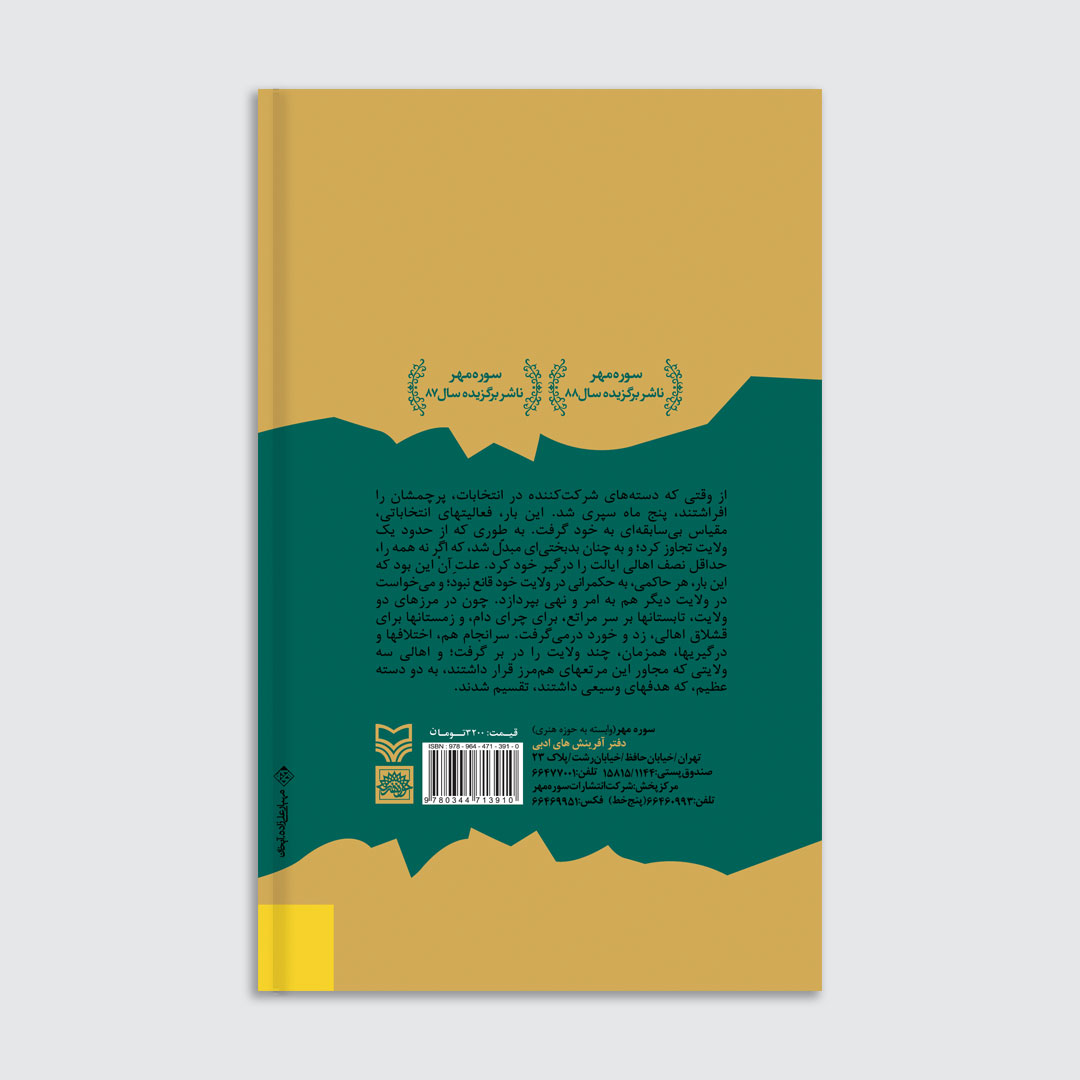 سوره‌مهر
ناشر برگزیده سال ۸۸
سوره‌مهر
ناشر برگزیده سال ۸۷
از وقتی که دسته‌های شرکت‌کننده در انتخابات، پرچمشان را
افراشتند، پنج ماه سپری شد. این بار، فعالیتهای انتخاباتی،
مقیاس بی‌سابقه‌ای به خود گرفت. به طوری که از حدود یک
ولایت تجاوز کرد؛ و به چنان بدبختی‌ای مبدّل شد، که اگر نه همه را،
حداقل نصف اهالی ایالت را درگیر خود کرد. علتِ آن این بود که
این بار، هر حاکمی، به حکمرانی در ولایت خود قانع نبود؛ و می‌خواست
در ولایت دیگر هم به امر و نهی بپردازد. چون در مرزهای دو
ولایت، تابستانها بر سر مراتع، برای چرای دام، و زمستانها برای
قشلاق اهالی، زد و خورد درمی‌گرفت. سرانجام هم، اختلافها و
درگیریها، همزمان، چند ولایت را در بر گرفت؛ و اهالی سه
ولایتی که مجاور این مرتعهای هم‌مرز قرار داشتند، به دو دسته
عظیم، که هدفهای وسیعی داشتند، تقسیم شدند.
سوره مهر (وابسته به حوزه هنری)
دفتر آفرینش های ادبی
تهران/خیابان‌حافظ/خیابان‌رشت/پلاک ۲۳
صندوق‌پستی:۱۵۸۱۵/۱۱۴۴ تلفن:۶۶۴۷۷۰۰۱
مرکزپخش:شرکت‌انتشارات‌سوره‌مهر
تلفن:۶۶۴۶۰۹۹۳(پنج‌خط) فکس:۶۶۴۶۹۹۵۱
قیمت: ۳۲۰۰تومان
ISBN : 978 - 964 - 471 - 391 - 0
9 780344 713910